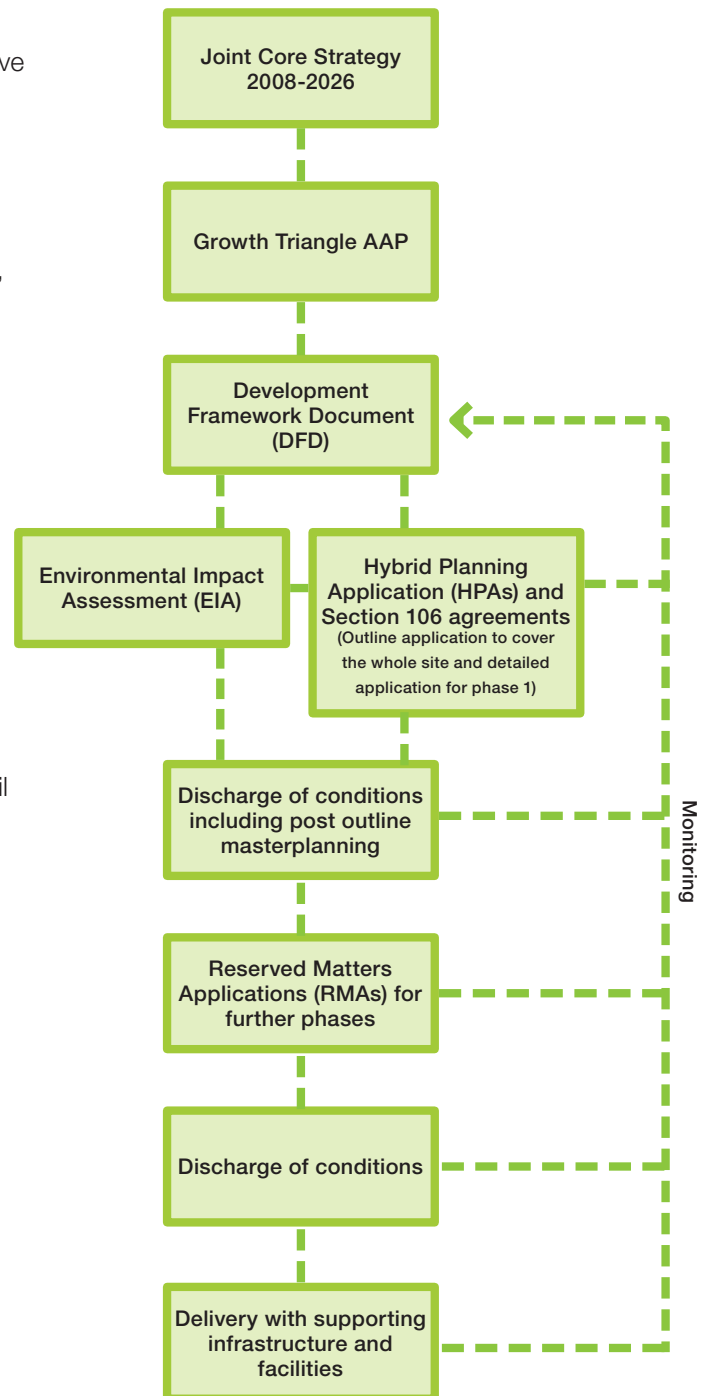 ve
,
il
Joint Core Strategy
2008-2026
Growth Triangle AAP
Development
Framework Document
(DFD)
Environmental Impact
Assessment (EIA)
Hybrid Planning
Application (HPAs) and
Section 106 agreements
(Outline application to cover
the whole site and detailed
application for phase 1)
Discharge of conditions
including post outline
masterplanning
Reserved Matters
Applications (RMAs) for
further phases
Discharge of conditions
Delivery with supporting
infrastructure and
facilities
Monitoring